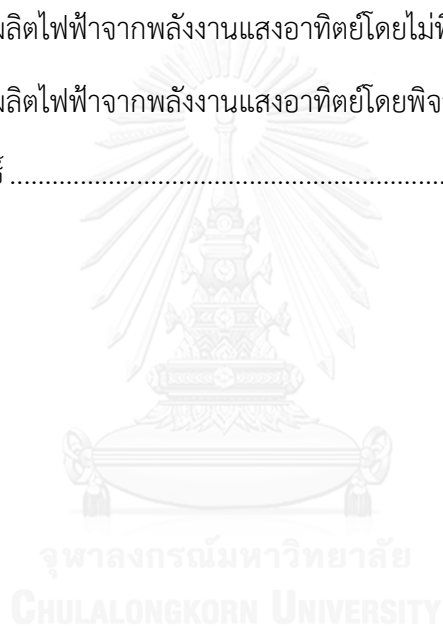 ผลิตไฟฟ้าจากพลังงานแสงอาทิตย์โดยไม่
ผลิตไฟฟ้าจากพลังงานแสงอาทิตย์โดยพิจ
................................................................
จุฬาลงกรณ์มหาวิทยาลัย
CHULALONGKORN UNIVERSITY